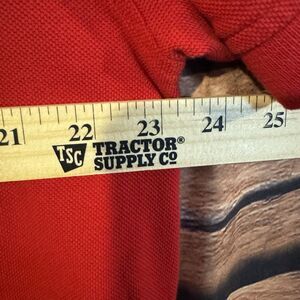 21 22 23 24 25
TSC TRACTOR®
SUPPLY CO